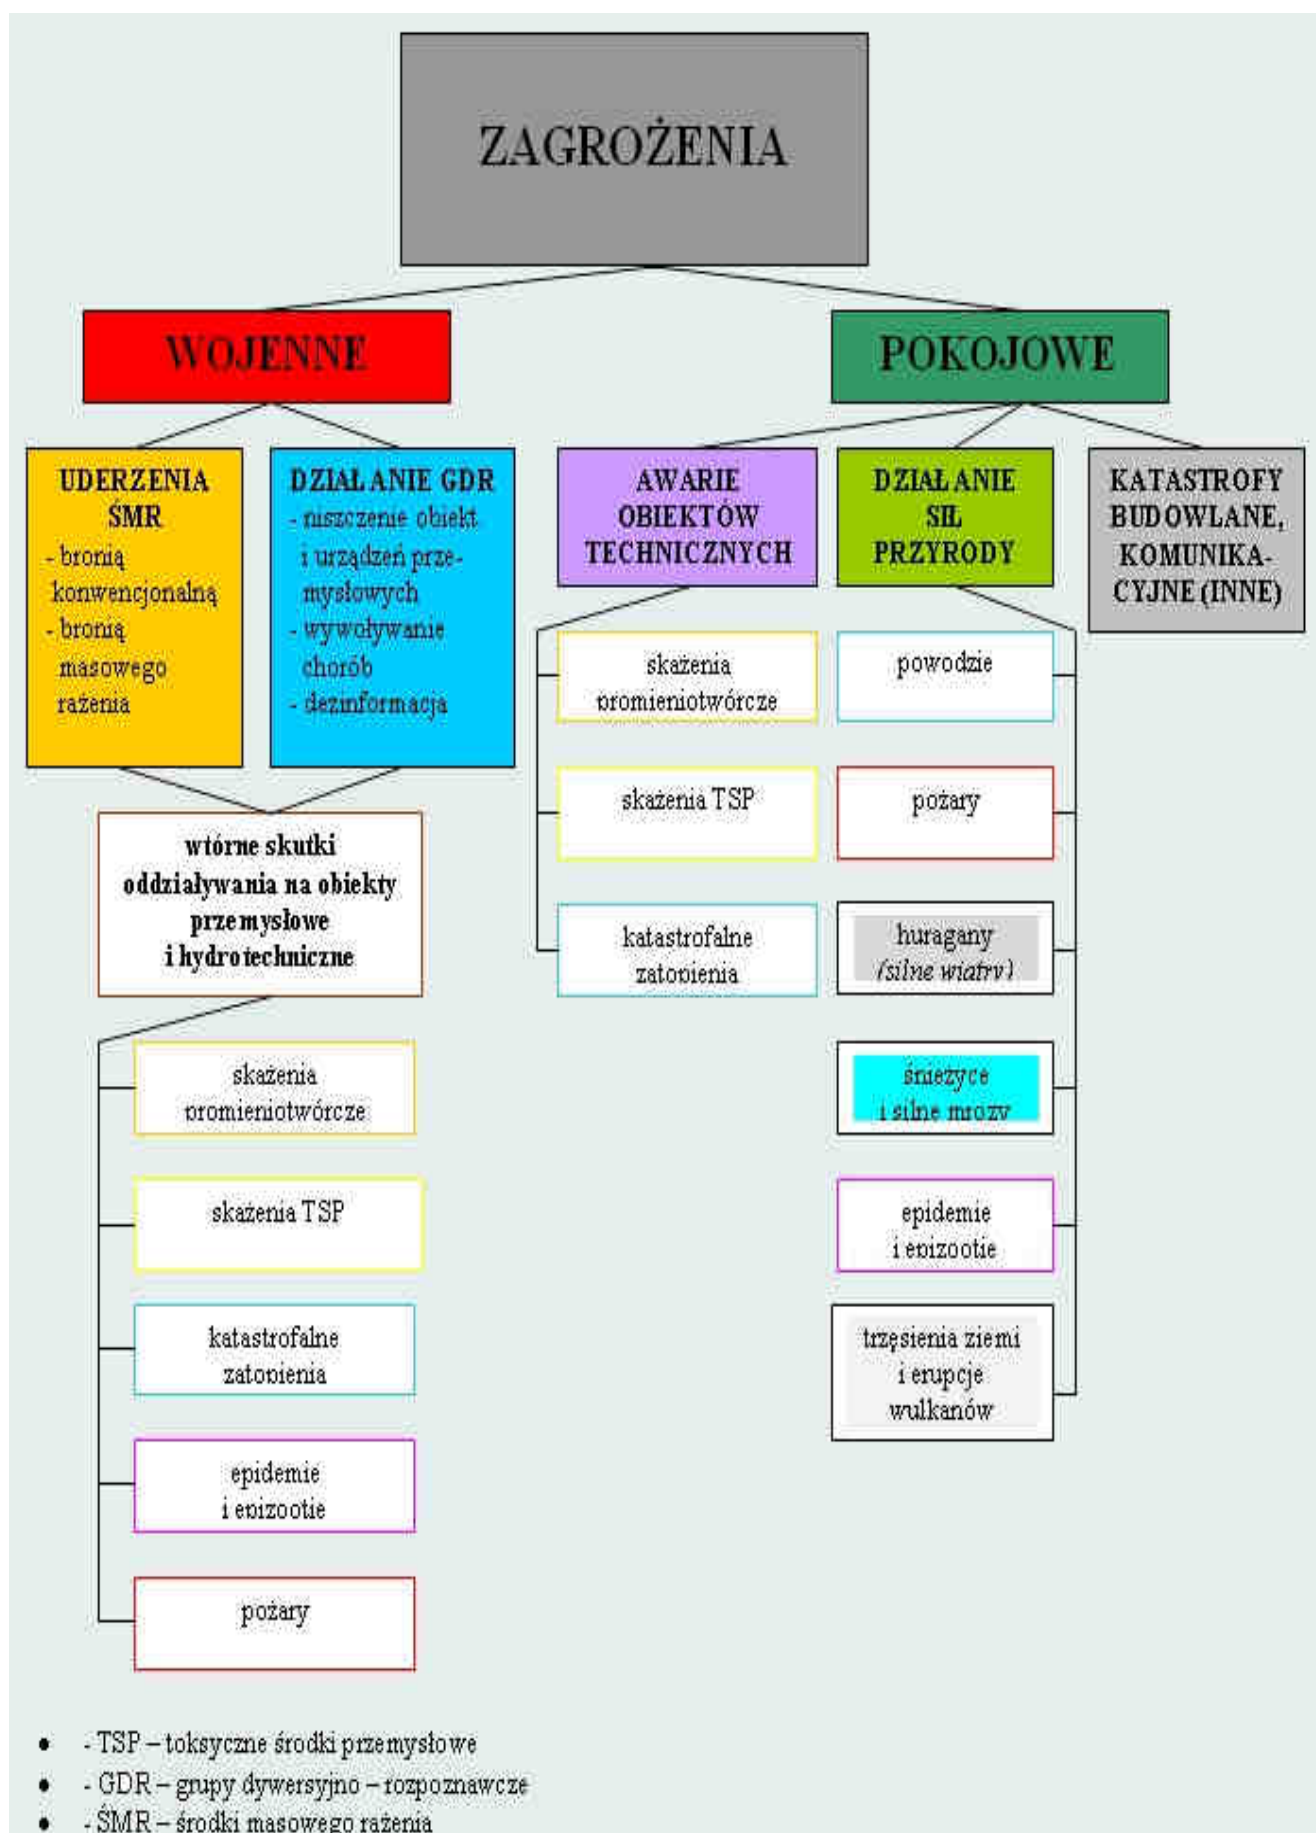 ZAGROŻENIA
WOJENNE
POKOJOWE
UDERZENIA
ŚMR
- bronią
konwencjonalną
- bronią
masowego
rażenia
DZIAŁANIE GDR
- niszczenie obiekt
i urządzeń prze-
mysłowych
- wywoływanie
chorób
- dezinformacja
AWARIE
OBIEKTÓW
TECHNICZNYCH
DZIAŁANIE
SIŁ
PRZYRODY
KATASTROFY
BUDOWLANE,
KOMUNIKA-
CYJNE (INNE)
wtórne skutki
oddziaływania na obiekty
przemysłowe
i hydrotechniczne
skażenia
promieniotwórcze
skażenia TSP
katastrofalne
zatopienia
epidemie
i epizootie
pożary
skażenia
promieniotwórcze
skażenia TSP
katastrofalne
zatopienia
powodzie
pożary
huragany
(silne wiatry)
śnieżyce
i silne mrozy
epidemie
i epizootie
trzęsienia ziemi
i erupcje
wulkanów
• - TSP – toksyczne środki przemysłowe
• - GDR – grupy dywersyjno – rozpoznawcze
• - ŚMR – środki masowego rażenia